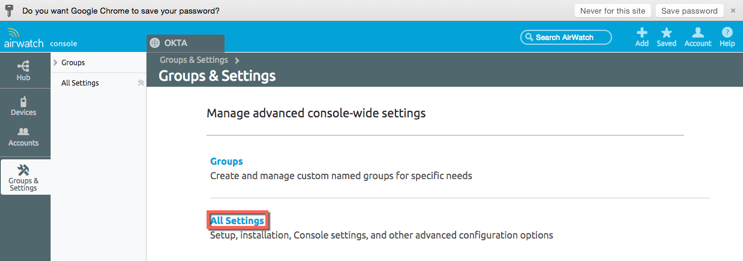 Do you want Google Chrome to save your password?
Never for this site
Save password
×
airwatch console
OKTA
Search AirWatch
Add
Saved
Account
Help
Hub
Devices
Accounts
Groups & Settings
Groups
All Settings
Groups & Settings
Groups & Settings
Manage advanced console-wide settings
Groups
Create and manage custom named groups for specific needs
All Settings
Setup, installation, Console settings, and other advanced configuration options